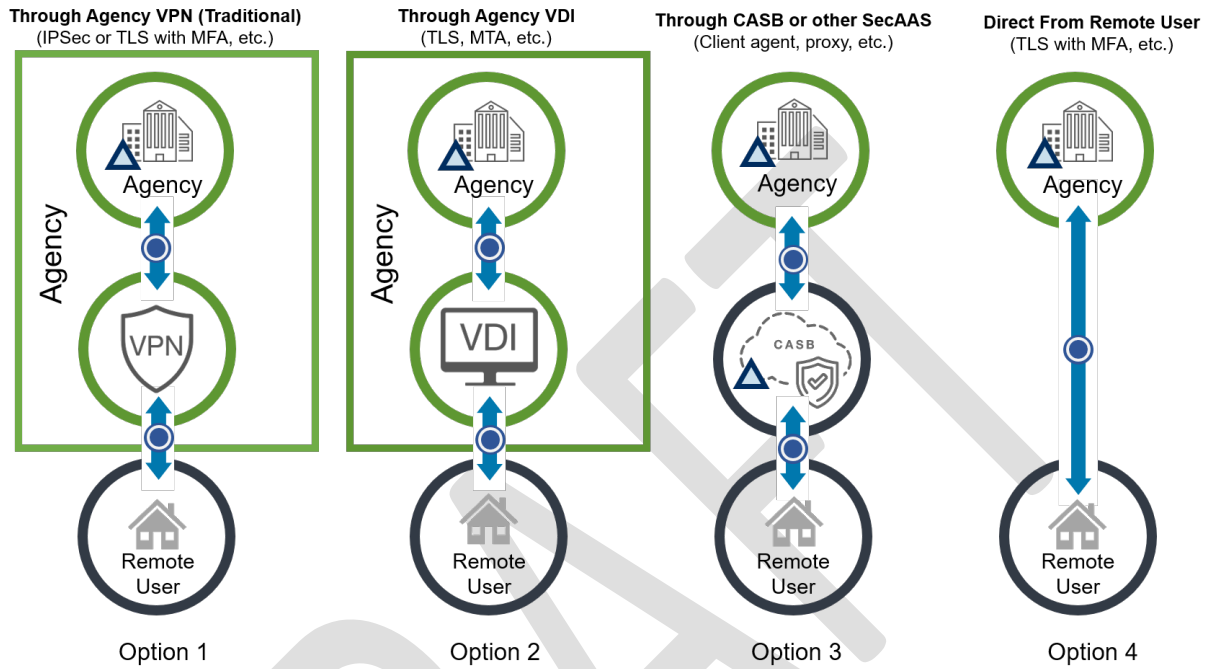 Through Agency VPN (Traditional)
(IPSec or TLS with MFA, etc.)
Agency
Agency
VPN
Remote
User
Option 1
Through Agency VDI
(TLS, MTA, etc.)
Agency
Agency
VDI
Remote
User
Option 2
Through CASB or other SecAAS
(Client agent, proxy, etc.)
Agency
CASB
Remote
User
Option 3
Direct From Remote User
(TLS with MFA, etc.)
Agency
Remote
User
Option 4
DRAFT